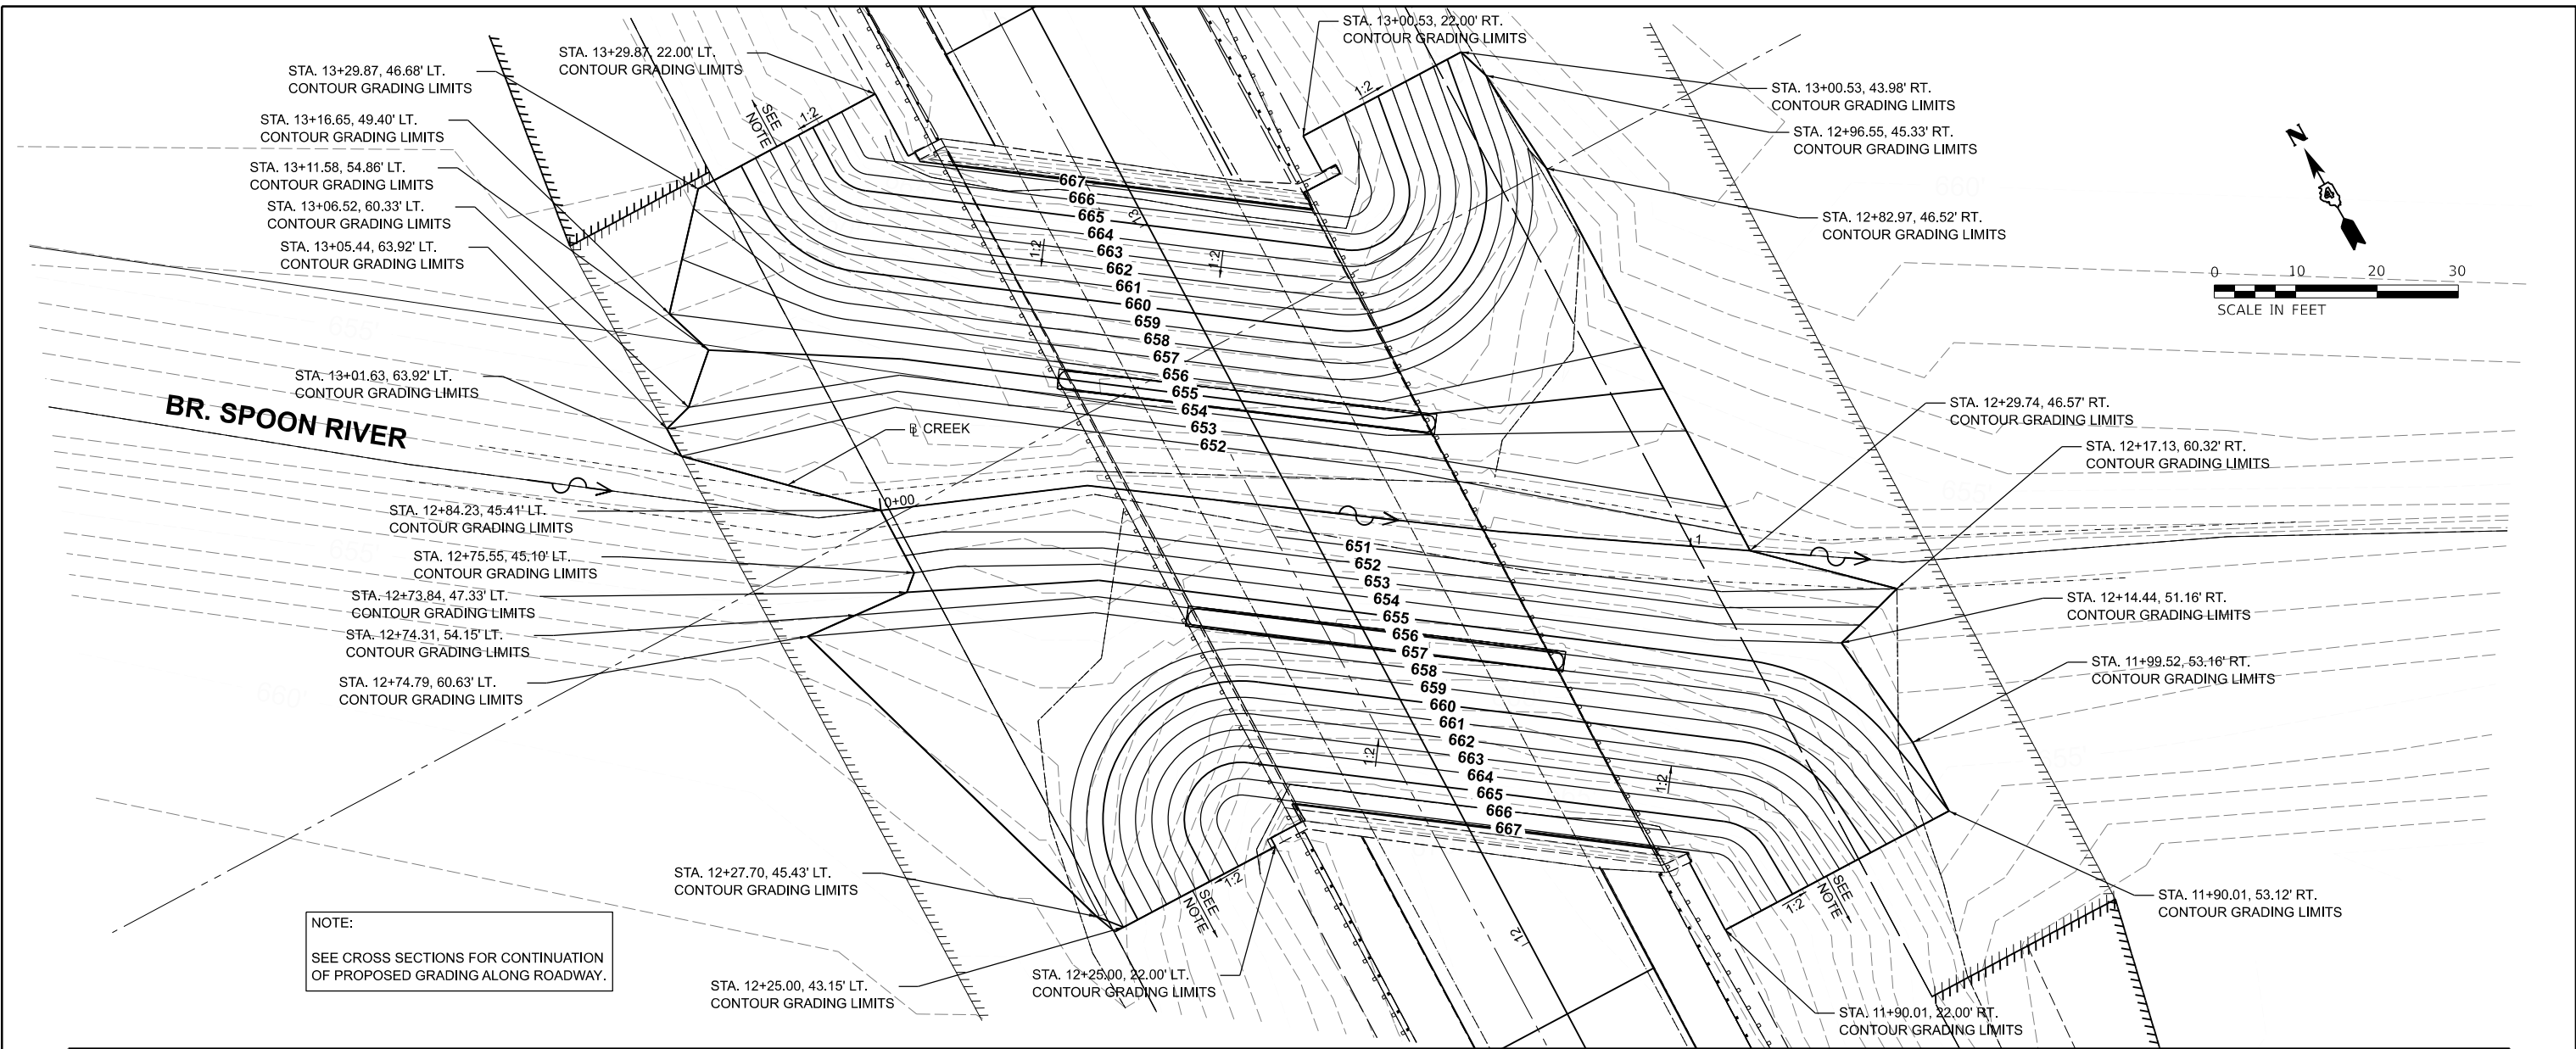 STA. 13+29.87, 46.68' LT.
CONTOUR GRADING LIMITS
STA. 13+16.65, 49.40' LT.
CONTOUR GRADING LIMITS
STA. 13+11.58, 54.86' LT.
CONTOUR GRADING LIMITS
STA. 13+06.52, 60.33' LT.
CONTOUR GRADING LIMITS
STA. 13+05.44, 63.92' LT.
CONTOUR GRADING LIMITS
STA. 13+01.63, 63.92' LT.
CONTOUR GRADING LIMITS
BR. SPOON RIVER
STA. 12+84.23, 45.41' LT.
CONTOUR GRADING LIMITS
STA. 12+75.55, 45.10' LT.
CONTOUR GRADING LIMITS
STA. 12+73.84, 47.33' LT.
CONTOUR GRADING LIMITS
STA. 12+74.31, 54.15' LT.
CONTOUR GRADING LIMITS
STA. 12+74.79, 60.63' LT.
CONTOUR GRADING LIMITS
STA. 12+27.70, 45.43' LT.
CONTOUR GRADING LIMITS
STA. 12+25.00, 43.15' LT.
CONTOUR GRADING LIMITS
STA. 12+25.00, 22.00' LT.
CONTOUR GRADING LIMITS
NOTE:
SEE CROSS SECTIONS FOR CONTINUATION
OF PROPOSED GRADING ALONG ROADWAY.
STA. 13+29.87, 22.00' LT.
CONTOUR GRADING LIMITS
SEE
NOTE
1:2
℄ CREEK
0+00
667
666
665
664
663
662
661
660
659
658
657
656
655
654
653
652
13
1:2
1:2
651
652
653
654
655
656
657
658
659
660
661
662
663
664
665
666
667
1:2
1:2
12
1
1:2
SEE
NOTE
1:2
SEE
NOTE
STA. 13+00.53, 22.00' RT.
CONTOUR GRADING LIMITS
1:2
STA. 13+00.53, 43.98' RT.
CONTOUR GRADING LIMITS
STA. 12+96.55, 45.33' RT.
CONTOUR GRADING LIMITS
STA. 12+82.97, 46.52' RT.
CONTOUR GRADING LIMITS
STA. 12+29.74, 46.57' RT.
CONTOUR GRADING LIMITS
STA. 12+17.13, 60.32' RT.
CONTOUR GRADING LIMITS
STA. 12+14.44, 51.16' RT.
CONTOUR GRADING LIMITS
STA. 11+99.52, 53.16' RT.
CONTOUR GRADING LIMITS
STA. 11+90.01, 53.12' RT.
CONTOUR GRADING LIMITS
STA. 11+90.01, 22.00' RT.
CONTOUR GRADING LIMITS
N
0 10 20 30
SCALE IN FEET
660